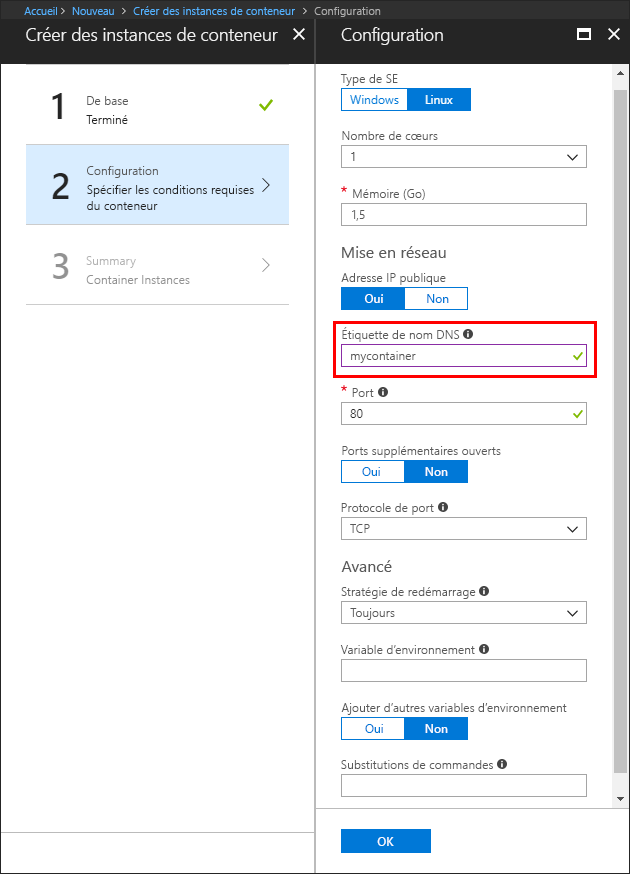 Accueil > Nouveau > Créer des instances de conteneur > Configuration
Créer des instances de conteneur
1
De base
Terminé
2
Configuration
Spécifier les conditions requises
du conteneur
3
Summary
Container Instances
Configuration
Type de SE
Windows Linux
Nombre de cœurs
1
* Mémoire (Go)
1,5
Mise en réseau
Adresse IP publique
Oui Non
Étiquette de nom DNS
mycontainer
* Port
80
Ports supplémentaires ouverts
Oui Non
Protocole de port
TCP
Avancé
Stratégie de redémarrage
Toujours
Variable d’environnement
Ajouter d’autres variables d’environnement
Oui Non
Substitutions de commandes
OK